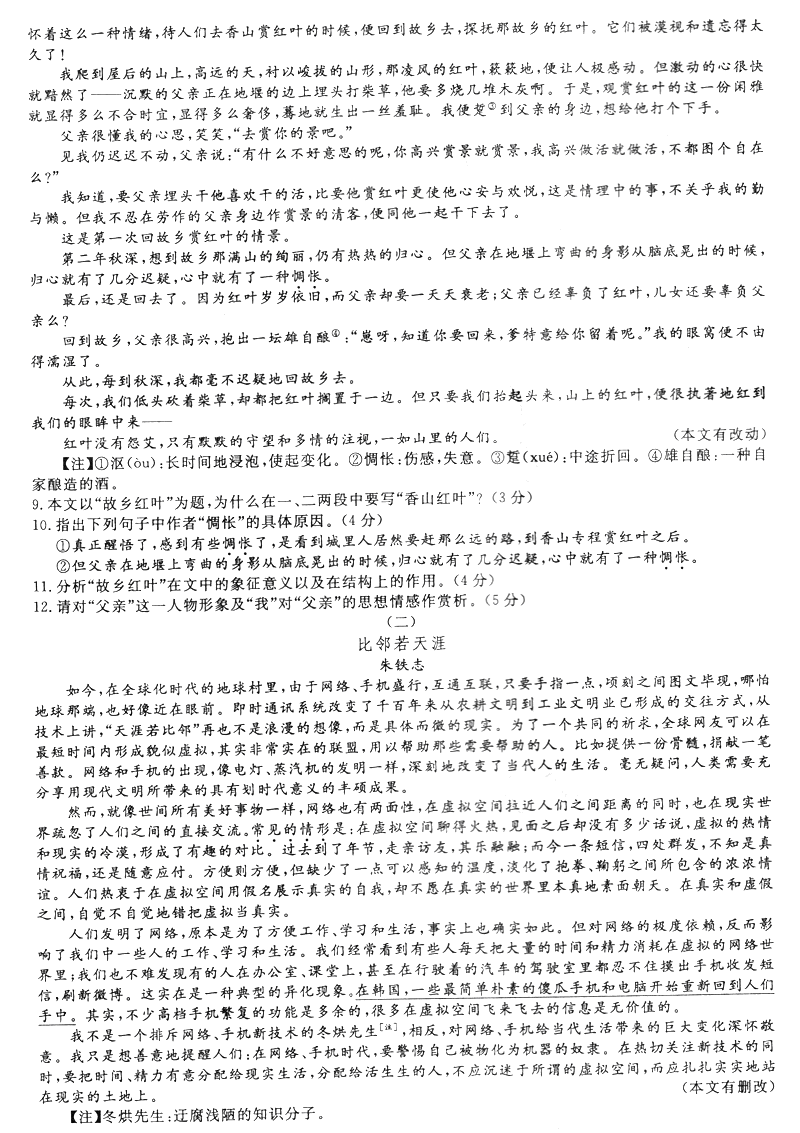 怀着这么一种情绪,待人们去香山赏红叶的时候,便回到故乡去,探抚那故乡的红叶。它们被漠视和遗忘得太
久了!
我爬到屋后的山上,高远的天,衬以峻拔的山形,那凌风的红叶,簌簌地,便让人极感动。但激动的心很快
就黯然了——沉默的父亲正在地堰的边上埋头打柴草,他要多烧几堆木灰啊。于是,观赏红叶的这一份闲雅
就显得多么不合时宜,显得多么奢侈,蓦地就生出一丝羞耻。我便踅③到父亲的身边,想给他打个下手。
父亲很懂我的心思,笑笑,“去赏你的景吧。”
见我仍迟迟不动,父亲说:“有什么不好意思的呢,你高兴赏景就赏景,我高兴做活就做活,不都图个自在
么?”
我知道,要父亲埋头干他喜欢干的活,比要他赏红叶更使他心安与欢悦,这是情理中的事,不关乎我的勤
与懒。但我不忍在劳作的父亲身边作赏景的清客,便同他一起干下去了。
这是第一次回故乡赏红叶的情景。
第二年秋深,想到故乡那满山的绚丽,仍有热热的归心。但父亲在地堰上弯曲的身影从脑底晃出的时候,
归心就有了几分迟疑,心中就有了一种惆怅。
最后,还是回去了。因为红叶岁岁依旧,而父亲却要一天天衰老;父亲已经辜负了红叶,儿女还要辜负父
亲么?
回到故乡,父亲很高兴,抱出一坛雄自酿④:“崽呀,知道你要回来,爹特意给你留着呢。”我的眼窝便不由
得濡湿了。
从此,每到秋深,我都毫不迟疑地回故乡去。
每次,我们低头砍着柴草,却都把红叶搁置于一边。但只要我们抬起头来,山上的红叶,便很执著地红到
我们的眼眸中来——
红叶没有怨艾,只有默默的守望和多情的注视,一如山里的人们。 (本文有改动)
【注】①沤(òu):长时间地浸泡,使起变化。②惆怅:伤感,失意。③踅(xué):中途折回。④雄自酿:一种自
家酿造的酒。
9.本文以“故乡红叶”为题,为什么在一、二两段中要写“香山红叶”?(3分)
10.指出下列句子中作者“惆怅”的具体原因。(4分)
①真正醒悟了,感到有些惆怅了,是看到城里人居然要赶那么远的路,到香山专程赏红叶之后。
②但父亲在地堰上弯曲的身影从脑底晃出的时候,归心就有了几分迟疑,心中就有了一种惆怅。
11.分析“故乡红叶”在文中的象征意义以及在结构上的作用。(4分)
12.请对“父亲”这一人物形象及“我”对“父亲”的思想情感作赏析。(5分)
(二)
比邻若天涯
朱铁志
如今,在全球化时代的地球村里,由于网络、手机盛行,互通互联,只要手指一点,顷刻之间图文毕现,哪怕
地球那端,也好像近在眼前。即时通讯系统改变了千百年来从农耕文明到工业文明业已形成的交往方式,从
技术上讲,“天涯若比邻”再也不是浪漫的想像,而是具体而微的现实。为了一个共同的祈求,全球网友可以在
最短时间内形成貌似虚拟,其实非常实在的联盟,用以帮助那些需要帮助的人。比如提供一份骨髓,捐献一笔
善款。网络和手机的出现,像电灯、蒸汽机的发明一样,深刻地改变了当代人的生活。毫无疑问,人类需要充
分享用现代文明所带来的具有划时代意义的丰硕成果。
然而,就像世间所有美好事物一样,网络也有两面性,在虚拟空间拉近人们之间距离的同时,也在现实世
界疏忽了人们之间的直接交流。常见的情形是:在虚拟空间聊得火热,见面之后却没有多少话说,虚拟的热情
和现实的冷漠,形成了有趣的对比。过去到了年节,走亲访友,其乐融融;而今一条短信,四处群发,不知是真
情祝福,还是随意应付。方便则方便,但缺少了一点可以感知的温度,淡化了抱拳、鞠躬之间所包含的浓浓情
谊。人们热衷于在虚拟空间用假名展示真实的自我,却不愿在真实的世界里本真地素面朝天。在真实和虚假
之间,自觉不自觉地错把虚拟当真实。
人们发明了网络,原本是为了方便工作、学习和生活,事实上也确实如此。但对网络的极度依赖,反而影
响了我们中一些人的工作、学习和生活。我们经常看到有些人每天把大量的时间和精力消耗在虚拟的网络世
界里;我们也不难发现有的人在办公室、课堂上,甚至在行驶着的汽车的驾驶室里都忍不住摸出手机收发短
信,刷新微博。这实在是一种典型的异化现象。在韩国,一些最简单朴素的傻瓜手机和电脑开始重新回到人们
手中。其实,不少高档手机繁复的功能是多余的,很多在虚拟空间飞来飞去的信息是无价值的。
我不是一个排斥网络、手机新技术的冬烘先生[注],相反,对网络、手机给当代生活带来的巨大变化深怀敬
意。我只是想善意地提醒人们:在网络、手机时代,要警惕自己被物化为机器的奴隶。在热切关注新技术的同
时,要把时间、精力有意分配给现实生活,分配给活生生的人,不应沉迷于所谓的虚拟空间,而应扎扎实实地站
在现实的土地上。 (本文有删改)
【注】冬烘先生:迂腐浅陋的知识分子。